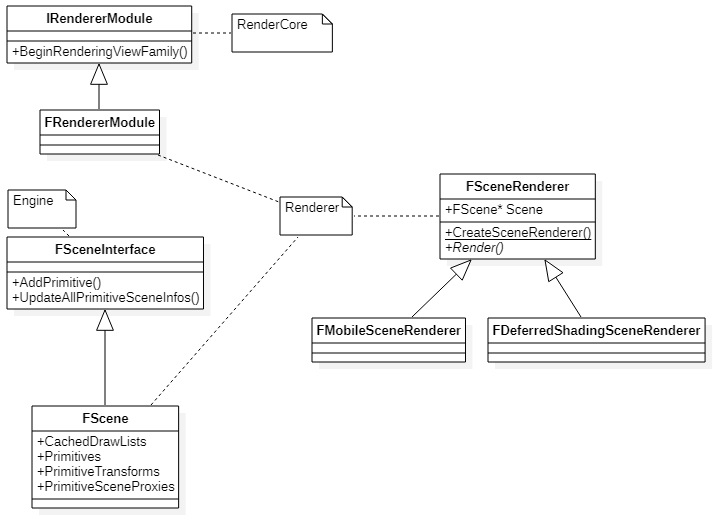 IRendererModule
+BeginRenderingViewFamily()
RenderCore
FRendererModule
Engine
FSceneInterface
+AddPrimitive()
+UpdateAllPrimitiveSceneInfos()
Renderer
FSceneRenderer
+FScene* Scene
+CreateSceneRenderer()
+Render()
FMobileSceneRenderer
FDeferredShadingSceneRenderer
FScene
+CachedDrawLists
+Primitives
+PrimitiveTransforms
+PrimitiveSceneProxies